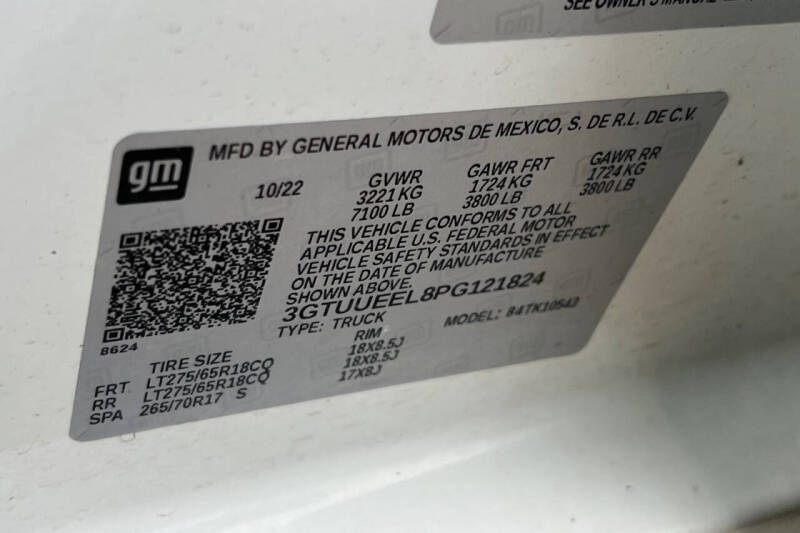 SEE OWNER'S MANUAL
gm
MFD BY GENERAL MOTORS DE MEXICO, S. DE R.L. DE C.V.
10/22
GVWR GAWR FRT GAWR RR
3221 KG 1724 KG 1724 KG
7100 LB 3800 LB 3800 LB
THIS VEHICLE CONFORMS TO ALL
APPLICABLE U.S. FEDERAL MOTOR
VEHICLE SAFETY STANDARDS IN EFFECT
ON THE DATE OF MANUFACTURE
SHOWN ABOVE.
3GTUUEEL8PG121824
TYPE: TRUCK MODEL: 84TK10543
8624
TIRE SIZE RIM
FRT LT275/65R18CQ 18X8.5J
RR LT275/65R18CQ 18X8.5J
SPA 265/70R17 S 17X8J